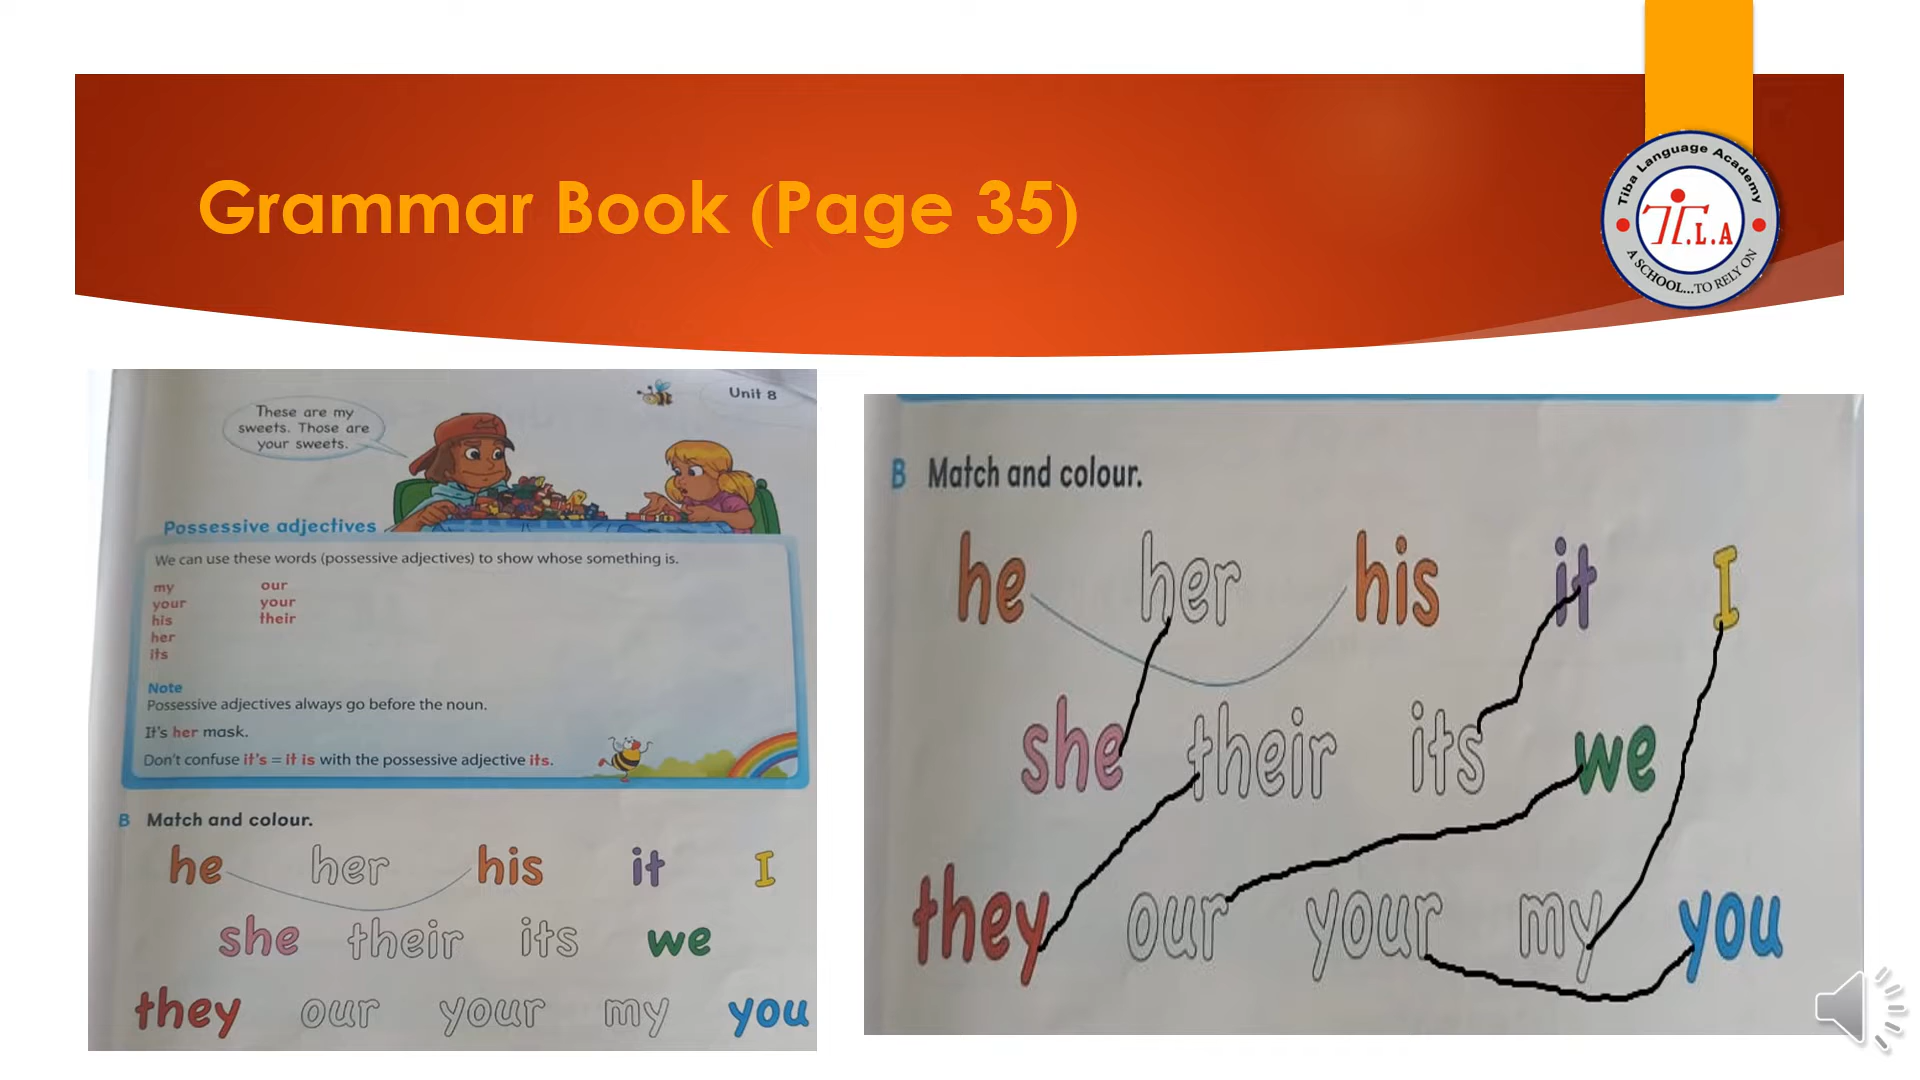 Grammar Book (Page 35)
Tiba Language Academy
T.L.A
A SCHOOL...TO RELY ON
Unit 8
These are my
sweets. Those are
your sweets.
Possessive adjectives
We can use these words (possessive adjectives) to show whose something is.
my our
your your
his their
her
its
Note
Possessive adjectives always go before the noun.
It's her mask.
Don't confuse it's = it is with the possessive adjective its.
B Match and colour.
he her his it I
she their its we
they our your my you
B Match and colour.
he her his it I
she their its we
they our your my you